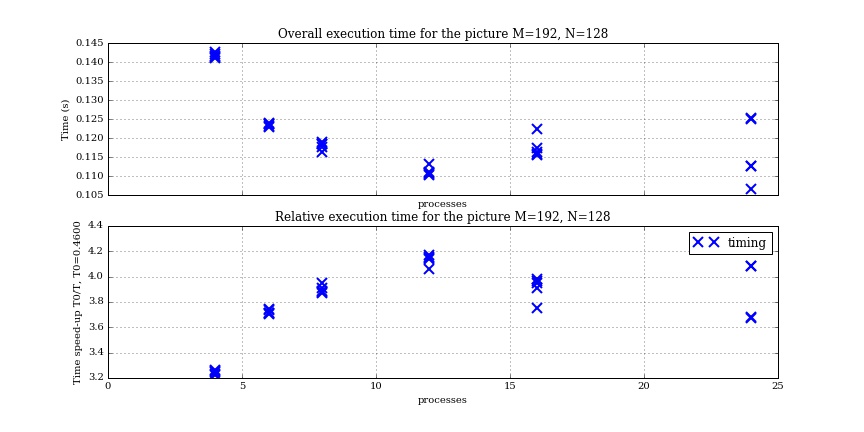 Overall execution time for the picture M=192, N=128
Time (s)
0.145
0.140
0.135
0.130
0.125
0.120
0.115
0.110
0.105
processes
Relative execution time for the picture M=192, N=128
Time speed-up T0/T, T0=0.4600
4.4
4.2
4.0
3.8
3.6
3.4
3.2
timing
0 5 10 15 20 25
processes